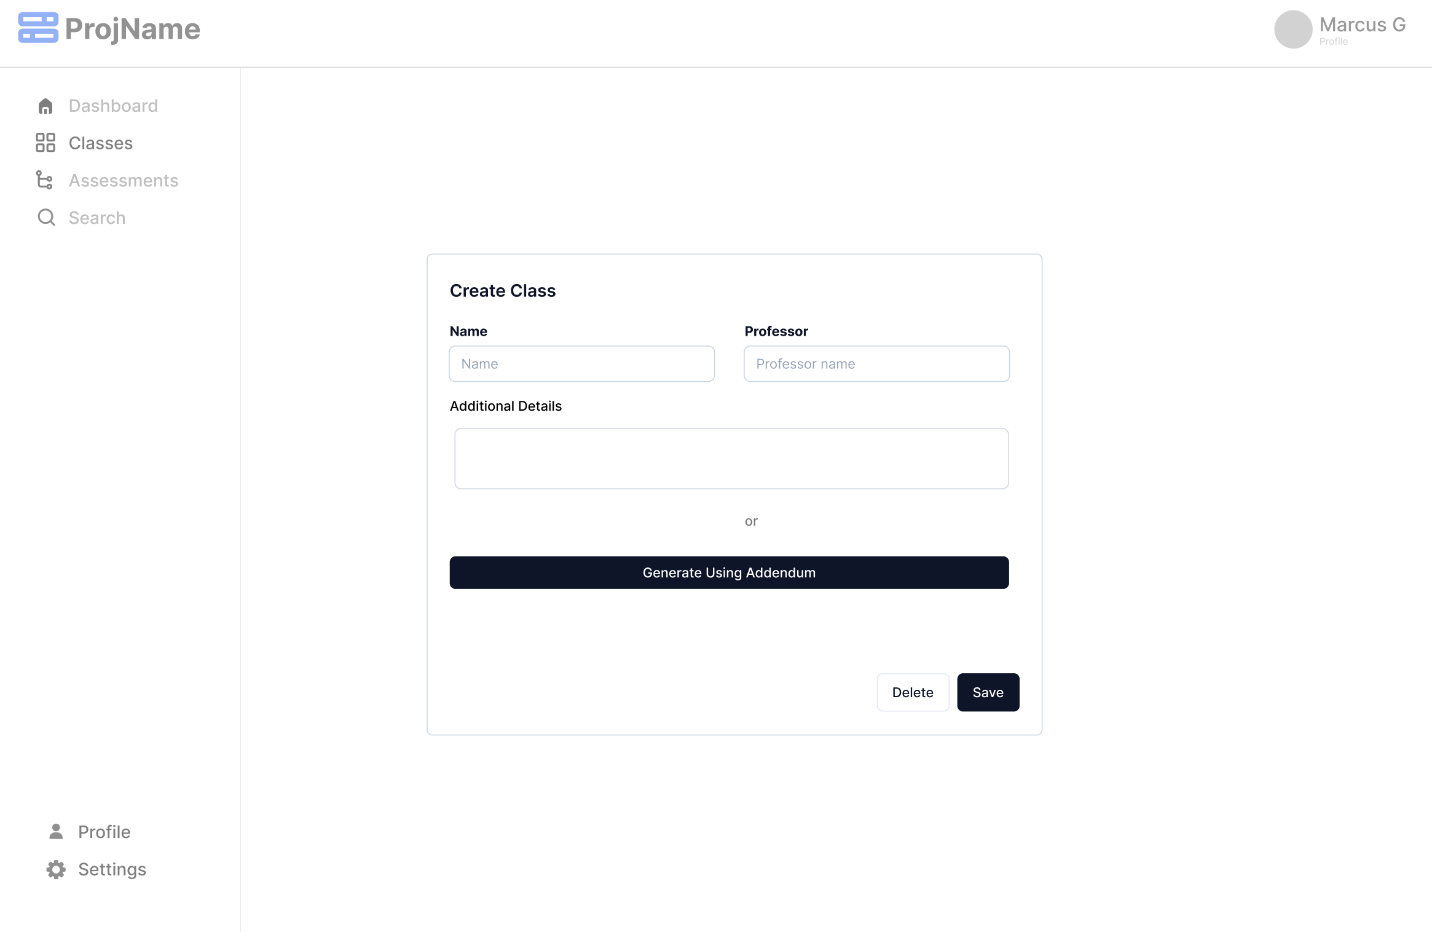 ProjName
Marcus G
Profile
Dashboard
Classes
Assessments
Search
Create Class
Name
Professor
Name
Professor name
Additional Details
or
Generate Using Addendum
Delete
Save
Profile
Settings